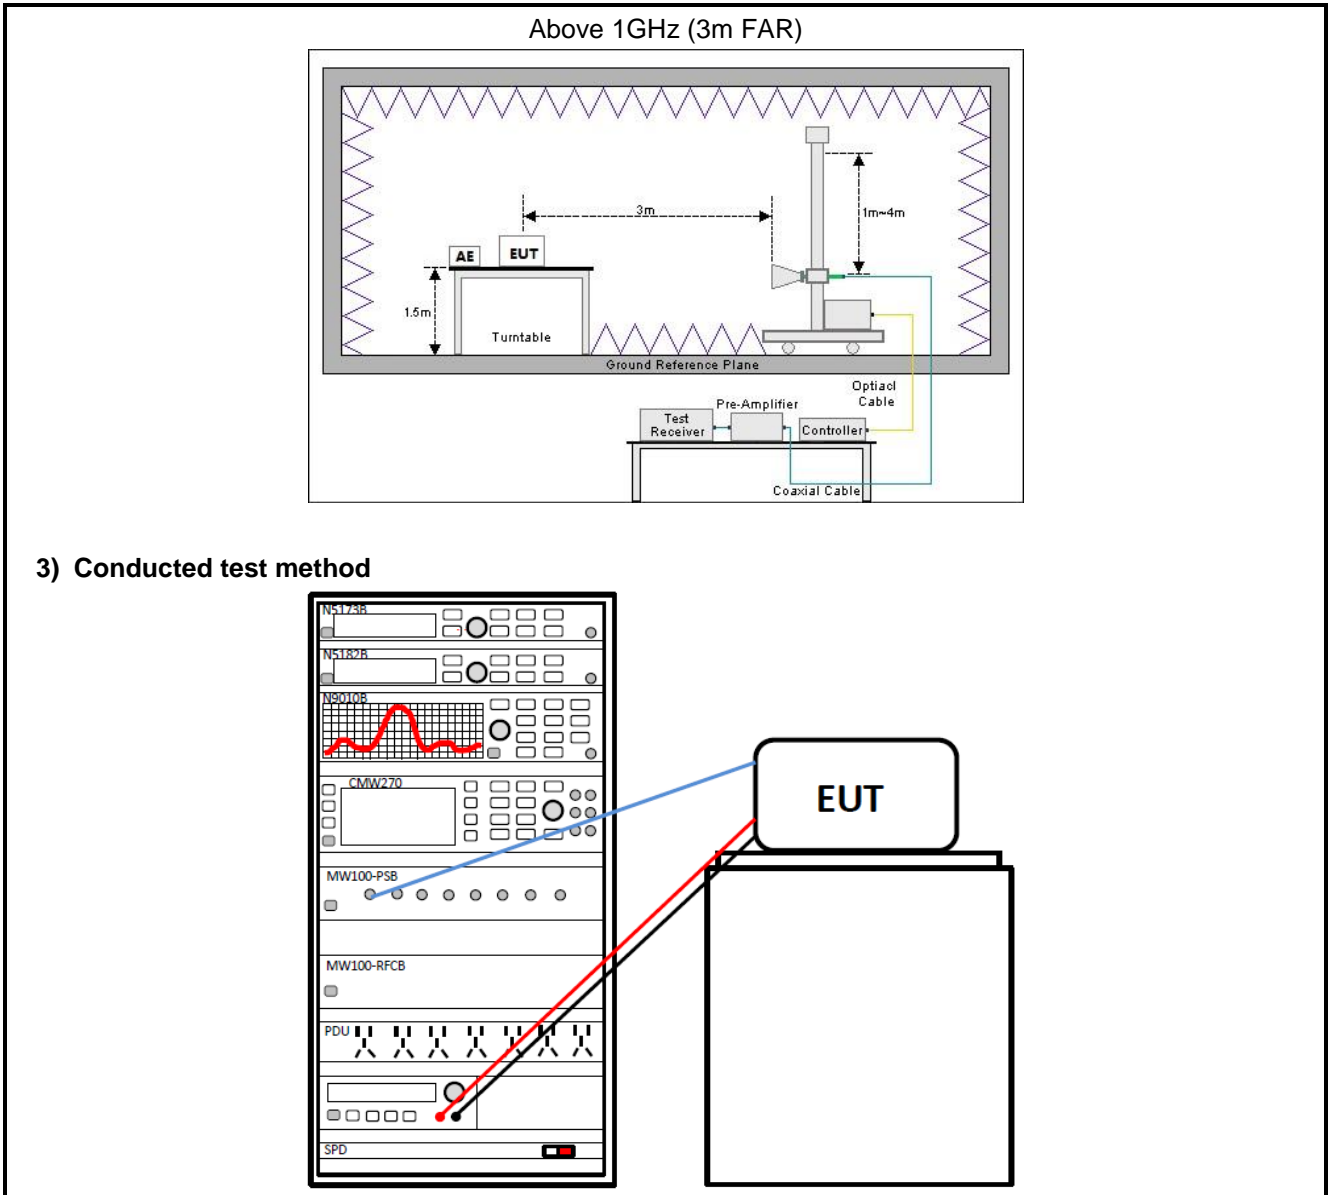 Above 1GHz (3m FAR)
3m
1m~4m
AE
EUT
1.5m
Turntable
Ground Reference Plane
Optiacl
Cable
Pre-Amplifier
Test
Receiver
Controller
Coaxial Cable
3) Conducted test method
N5173B
N5182B
N9010B
CMW270
EUT
MW100-PSB
MW100-RFCB
PDU
SPD